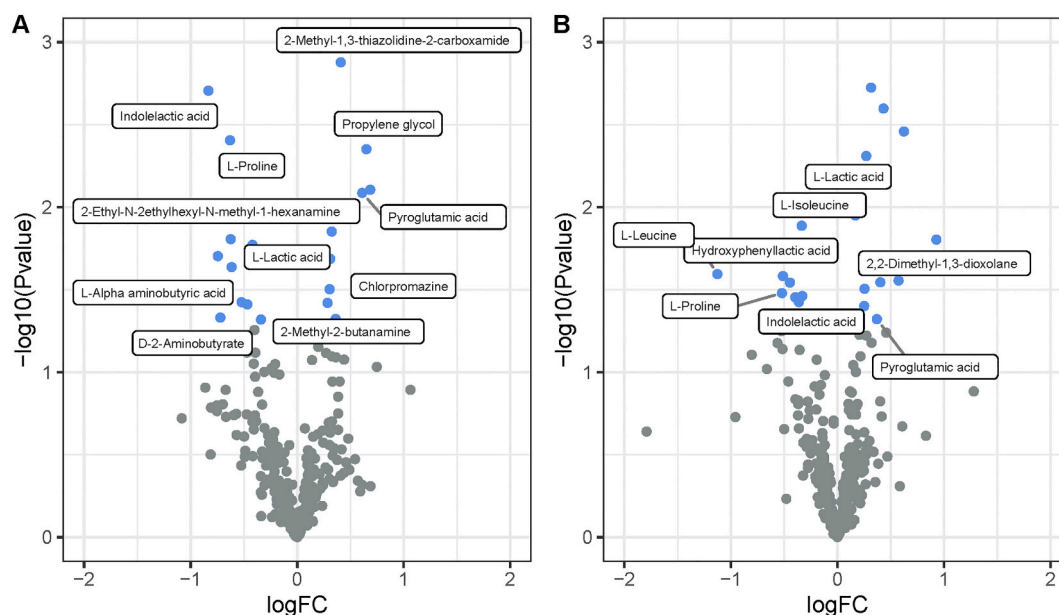 A
B
3
2-Methyl-1,3-thiazolidine-2-carboxamide
Indolelactic acid
Propylene glycol
L-Proline
2
2-Ethyl-N-2ethylhexyl-N-methyl-1-hexanamine
Pyroglutamic acid
L-Lactic acid
Chlorpromazine
L-Alpha aminobutyric acid
2-Methyl-2-butanamine
D-2-Aminobutyrate
1
0
−log10(Pvalue)
−2
−1
0
1
2
logFC
3
L-Lactic acid
2
L-Isoleucine
L-Leucine
Hydroxyphenyllactic acid
2,2-Dimethyl-1,3-dioxolane
L-Proline
Indolelactic acid
Pyroglutamic acid
1
0
−log10(Pvalue)
−2
−1
0
1
2
logFC